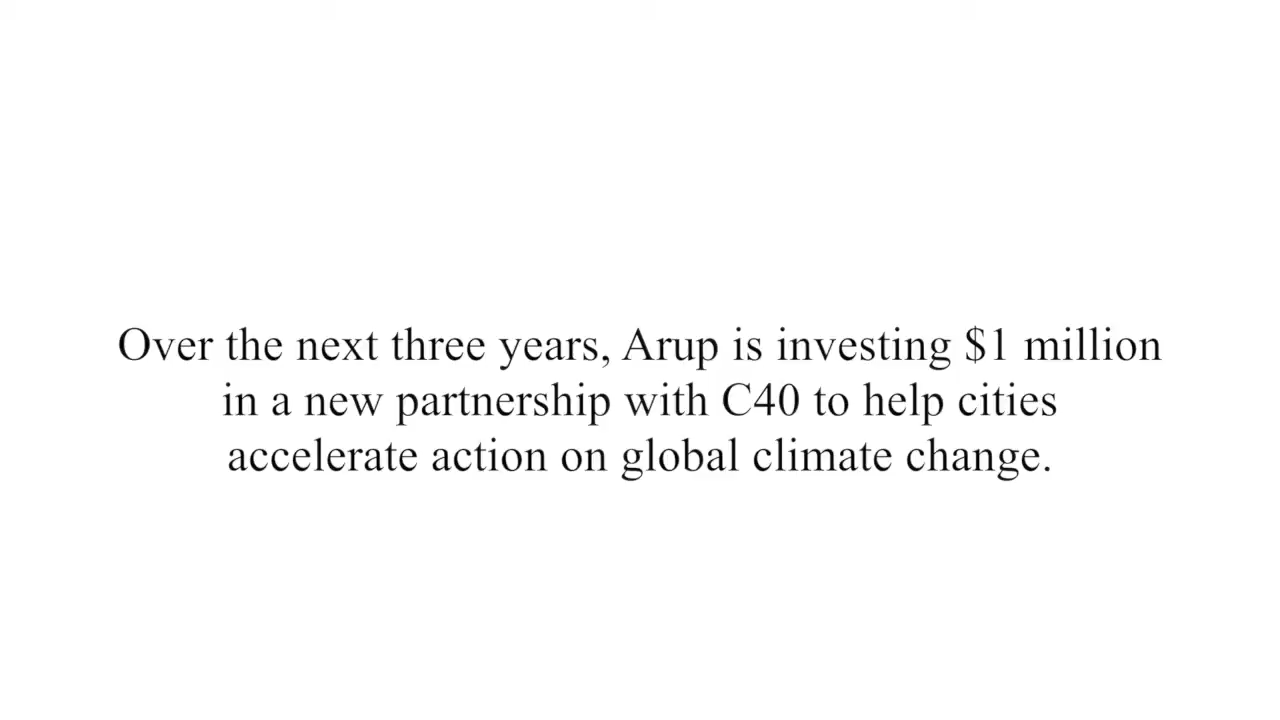 Over the next three years, Arup is investing $1 million
in a new partnership with C40 to help cities
accelerate action on global climate change.